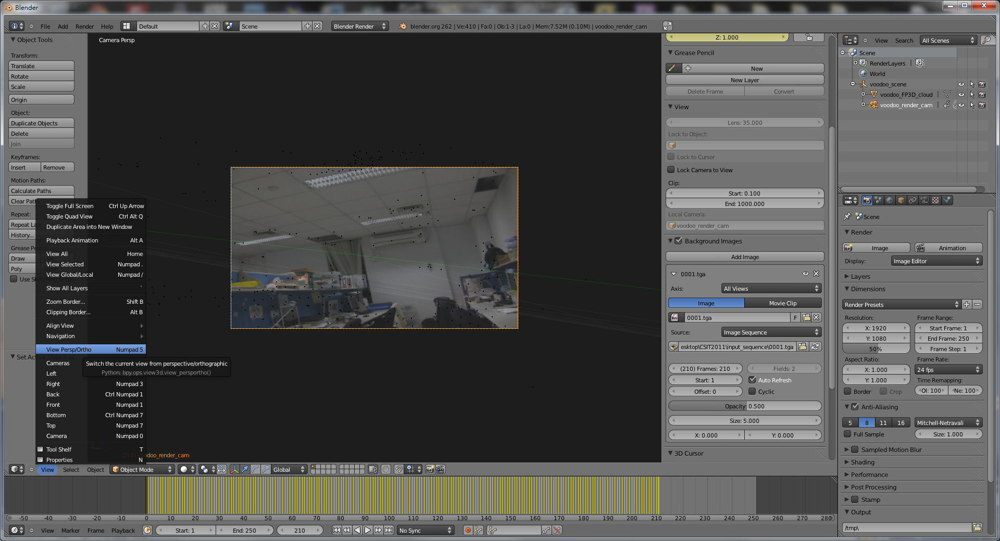 Blender
File Add Render Help Default Scene Blender Render blender.org 262 | Ve:410 | Fa:0 | Ob:1-3 | La:0 | Mem:7.52M (0.10M) | voodoo_render_cam
Object Tools
Transform:
Translate
Rotate
Scale
Origin
Object:
Duplicate Objects
Delete
Join
Keyframes:
Insert Remove
Motion Paths:
Calculate Paths
Clear Paths
Repeat:
Repeat Las
History...
Grease Pen
Draw
Poly
Use
Set Ac
Camera Persp
Toggle Full Screen Ctrl Up Arrow
Toggle Quad View Ctrl Alt Q
Duplicate Area into New Window
Playback Animation Alt A
View All Home
View Selected Numpad .
View Global/Local Numpad /
Show All Layers `
Zoom Border... Shift B
Clipping Border... Alt B
Align View
Navigation
View Persp/Ortho Numpad 5
Cameras
Left
Right Numpad 3
Back Ctrl Numpad 1
Front Numpad 1
Bottom Ctrl Numpad 7
Top Numpad 7
Camera Numpad 0
Tool Shelf T
Properties N
Switch the current view from perspective/orthographic
Python: bpy.ops.view3d.view_persportho()
(210) voodoo_render_cam
View Select Object Object Mode Global
Z: 1.000
Grease Pencil
New
New Layer
Delete Frame Convert
View
Lens: 35.000
Lock to Object:
Lock to Cursor
Lock Camera to View
Clip:
Start: 0.100
End: 1000.000
Local Camera:
voodoo_render_cam
Background Images
Add Image
0001.tga
Axis: All Views
Image Movie Clip
0001.tga F
Source: Image Sequence
esktop\CSIT2011\input_sequence\0001.tga
(210) Frames: 210 Fields: 2
Start: 1 Auto Refresh
Offset: 0 Cyclic
Opacity: 0.500
Size: 5.000
X: 0.000 Y: 0.000
3D Cursor
View Search All Scenes
Scene
RenderLayers |
World
voodoo_scene
voodoo_FP3D_cloud |
voodoo_render_cam |
Scene
Render
Image Animation
Display: Image Editor
Layers
Dimensions
Render Presets
Resolution: Frame Range:
X: 1920 Start Frame: 1
Y: 1080 End Frame: 250
50% Frame Step: 1
Aspect Ratio: Frame Rate:
X: 1.000 24 fps
Y: 1.000 Time Remapping:
Border Crop Ol: 100 Ne: 100
Anti-Aliasing
5 8 11 16 Mitchell-Netravali
Full Sample Size: 1.000
Sampled Motion Blur
Shading
Performance
Post Processing
Stamp
Output
/tmp\
-50 -40 -30 -20 -10 0 10 20 30 40 50 60 70 80 90 100 110 120 130 140 150 160 170 180 190 200 210 220 230 240 250 260 270 280
View Marker Frame Playback Start: 1 End: 250 210 No Sync